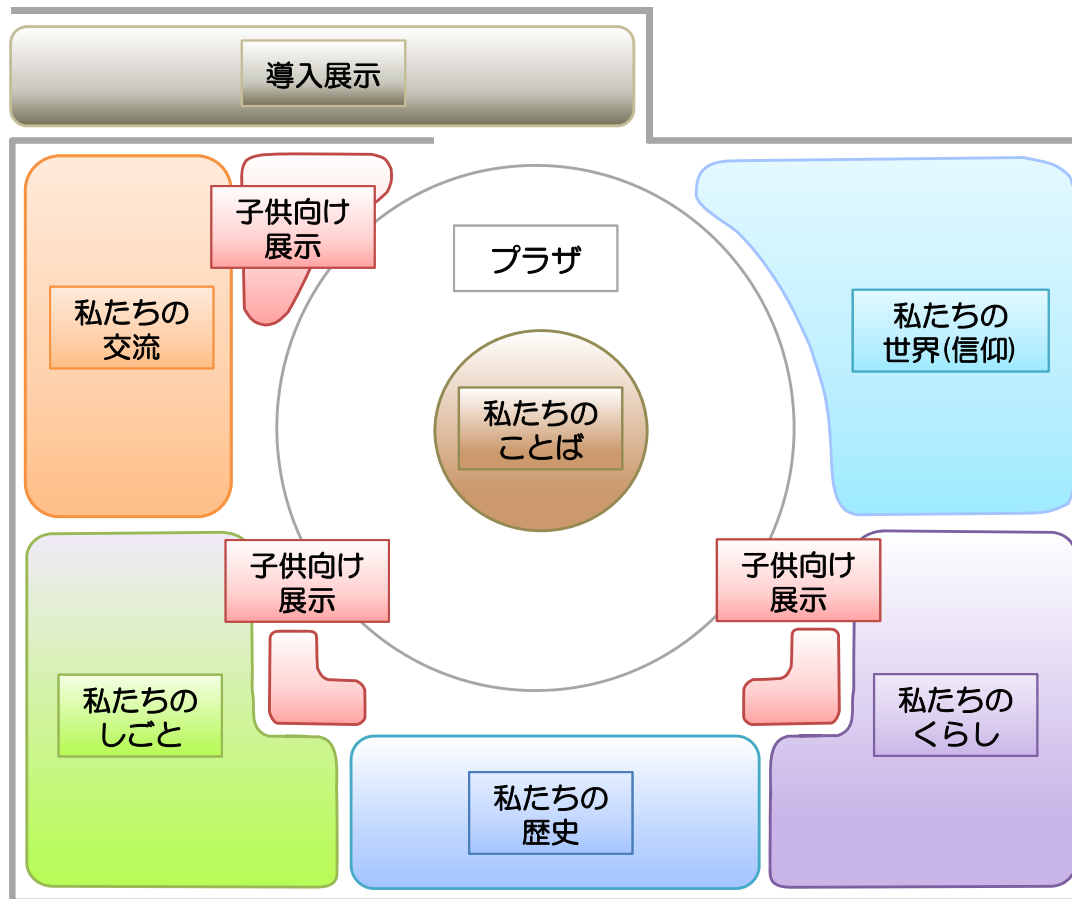 導入展示
子供向け
展示
プラザ
私たちの
交流
私たちの
世界(信仰)
私たちの
ことば
子供向け
展示
子供向け
展示
私たちの
しごと
私たちの
くらし
私たちの
歴史